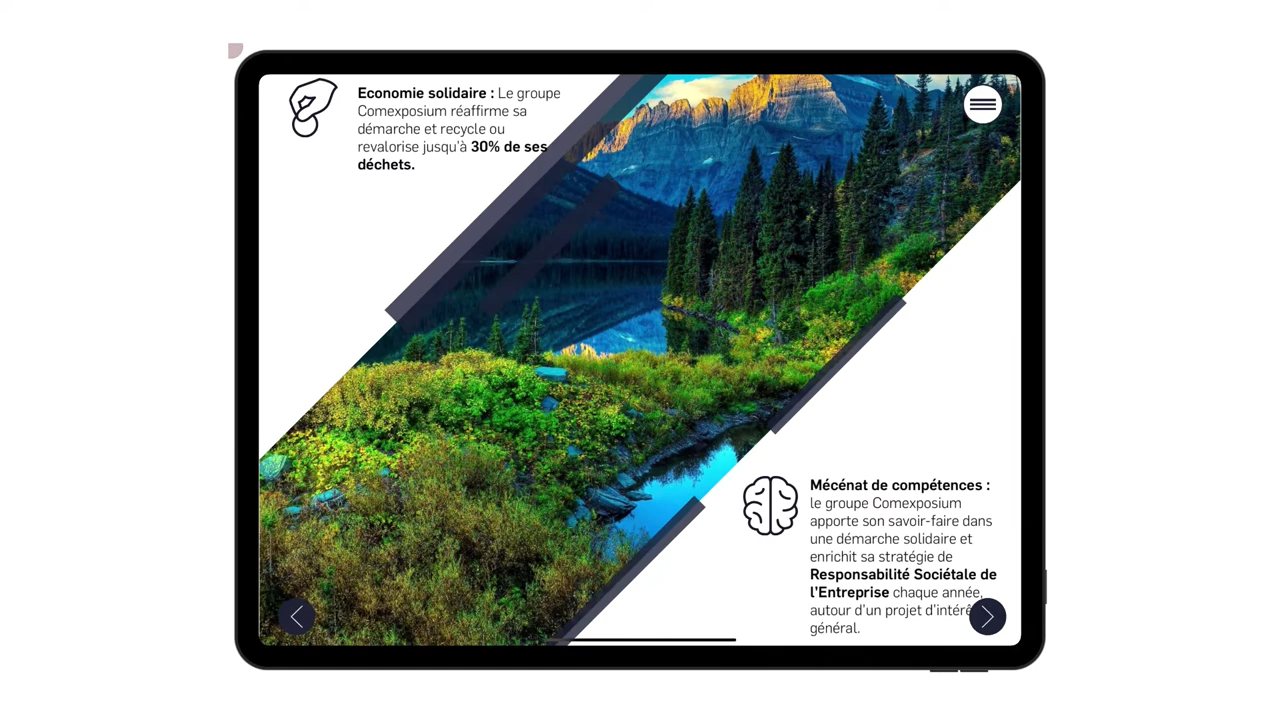 Economie solidaire : Le groupe
Comexposium réaffirme sa
démarche et recycle ou
revalorise jusqu'à 30% de ses
déchets.
Mécénat de compétences :
le groupe Comexposium
apporte son savoir-faire dans
une démarche solidaire et
enrichit sa stratégie de
Responsabilité Sociétale de
l'Entreprise chaque année,
autour d'un projet d'intérêt
général.